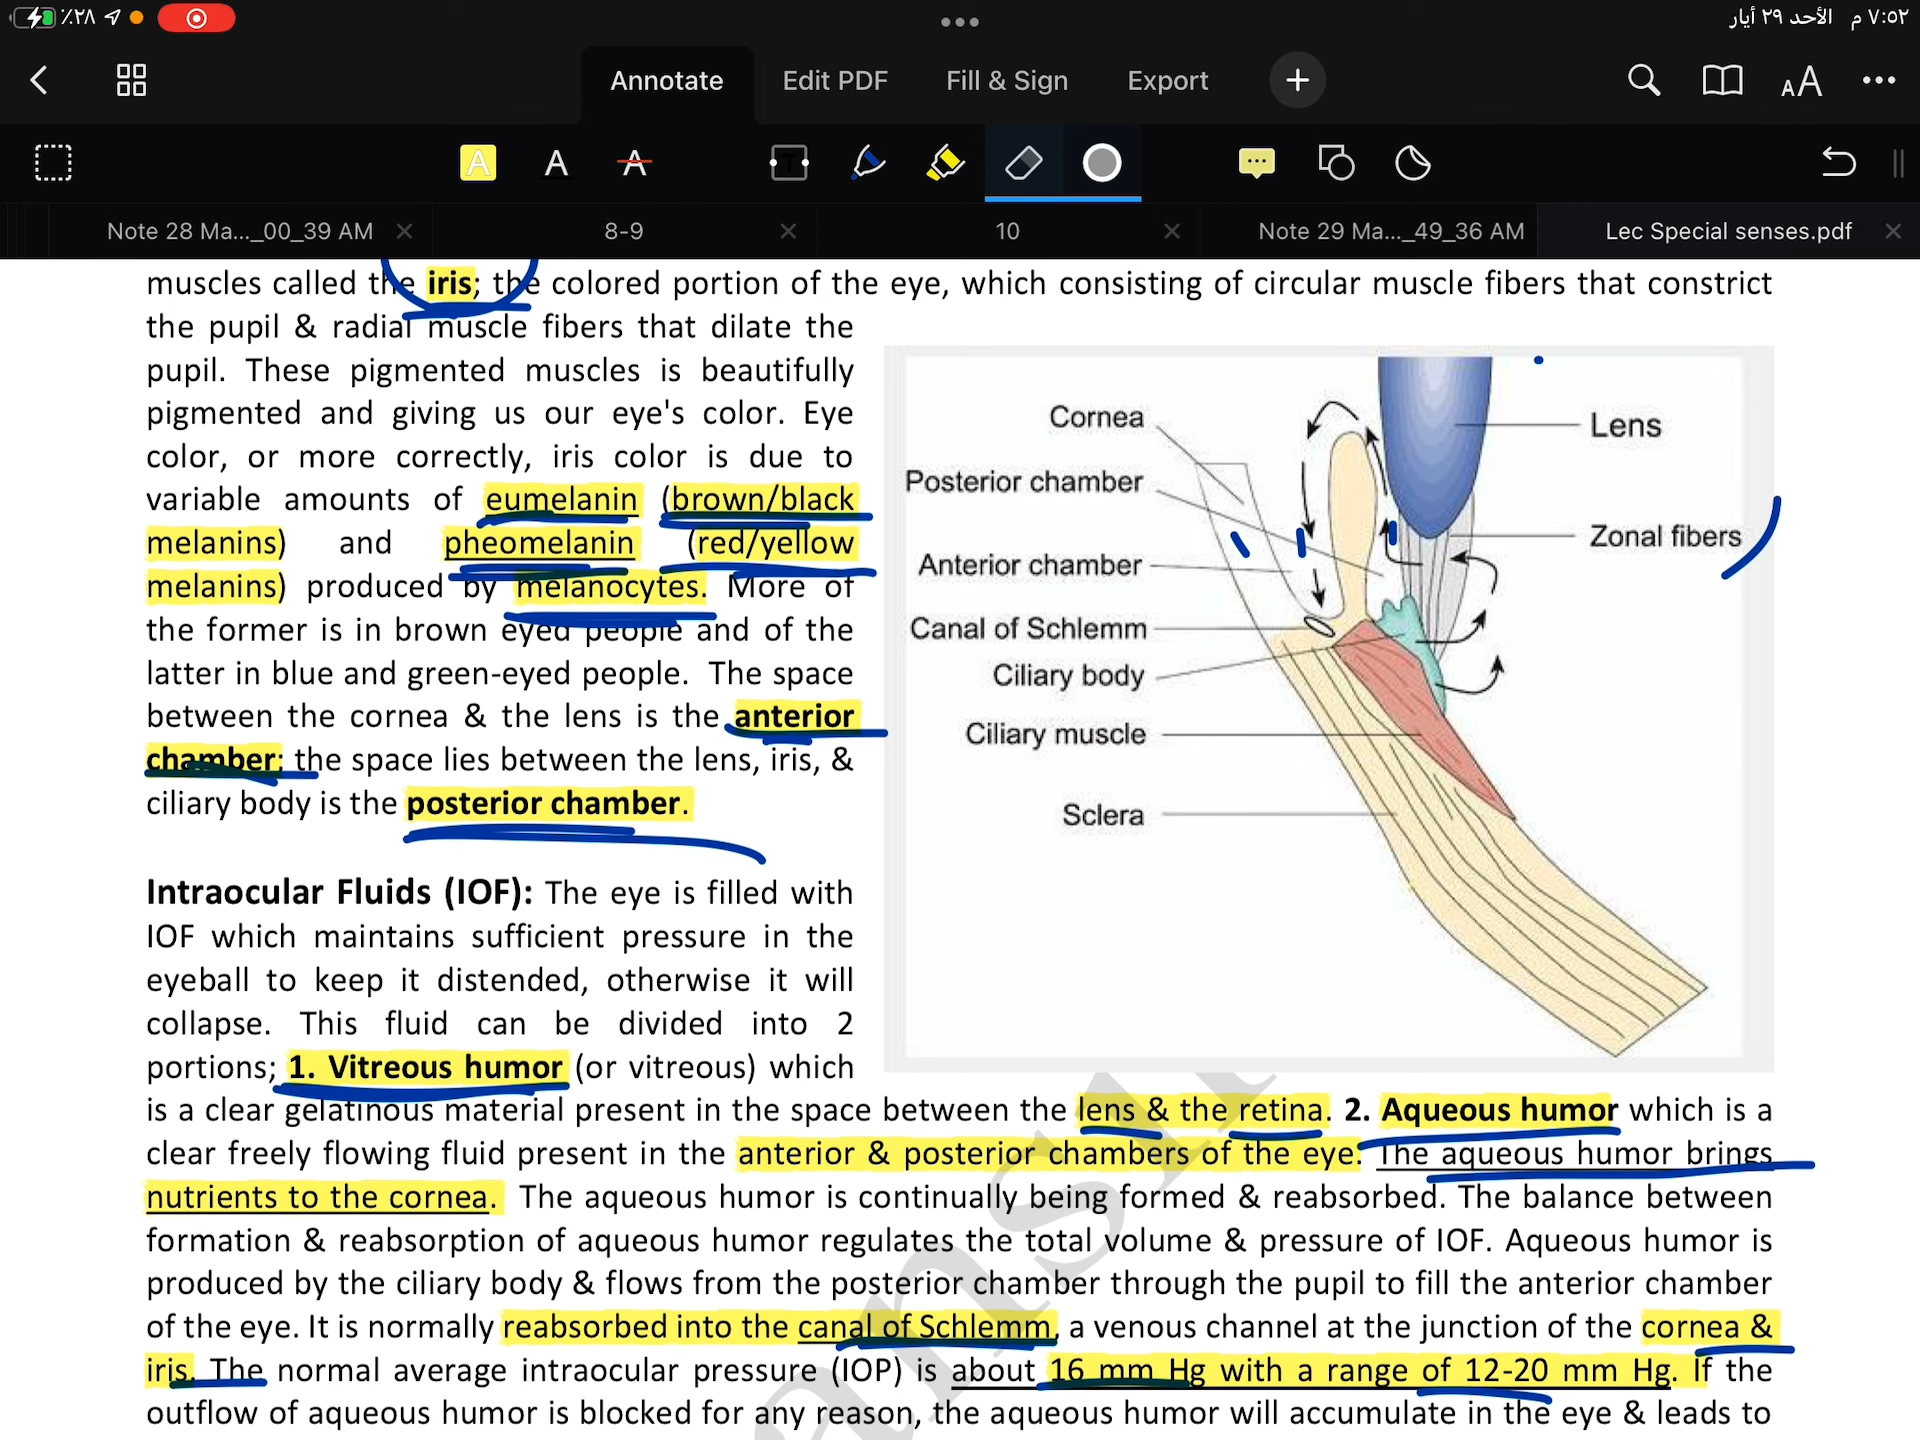 ٪٢٨
٧:٥٢ م الأحد ٢٩ أيار
Annotate Edit PDF Fill & Sign Export
Note 28 Ma..._00_39 AM 8-9 10 Note 29 Ma..._49_36 AM Lec Special senses.pdf
muscles called the iris; the colored portion of the eye, which consisting of circular muscle fibers that constrict
the pupil & radial muscle fibers that dilate the
pupil. These pigmented muscles is beautifully
pigmented and giving us our eye's color. Eye
color, or more correctly, iris color is due to
variable amounts of eumelanin (brown/black
melanins) and pheomelanin (red/yellow
melanins) produced by melanocytes. More of
the former is in brown eyed people and of the
latter in blue and green-eyed people. The space
between the cornea & the lens is the anterior
chamber; the space lies between the lens, iris, &
ciliary body is the posterior chamber.
Cornea
Posterior chamber
Anterior chamber
Canal of Schlemm
Ciliary body
Ciliary muscle
Sclera
Lens
Zonal fibers
Intraocular Fluids (IOF): The eye is filled with
IOF which maintains sufficient pressure in the
eyeball to keep it distended, otherwise it will
collapse. This fluid can be divided into 2
portions; 1. Vitreous humor (or vitreous) which
is a clear gelatinous material present in the space between the lens & the retina. 2. Aqueous humor which is a
clear freely flowing fluid present in the anterior & posterior chambers of the eye. The aqueous humor brings
nutrients to the cornea. The aqueous humor is continually being formed & reabsorbed. The balance between
formation & reabsorption of aqueous humor regulates the total volume & pressure of IOF. Aqueous humor is
produced by the ciliary body & flows from the posterior chamber through the pupil to fill the anterior chamber
of the eye. It is normally reabsorbed into the canal of Schlemm, a venous channel at the junction of the cornea &
iris. The normal average intraocular pressure (IOP) is about 16 mm Hg with a range of 12-20 mm Hg. If the
outflow of aqueous humor is blocked for any reason, the aqueous humor will accumulate in the eye & leads to